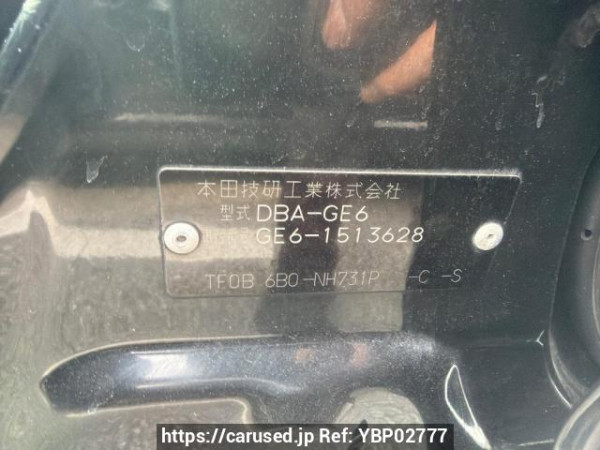 本田技研工業株式会社
型式 DBA-GE6
GE6-1513628
TF0B 6B0-NH731P -C -S
https://carused.jp Ref: YBP02777